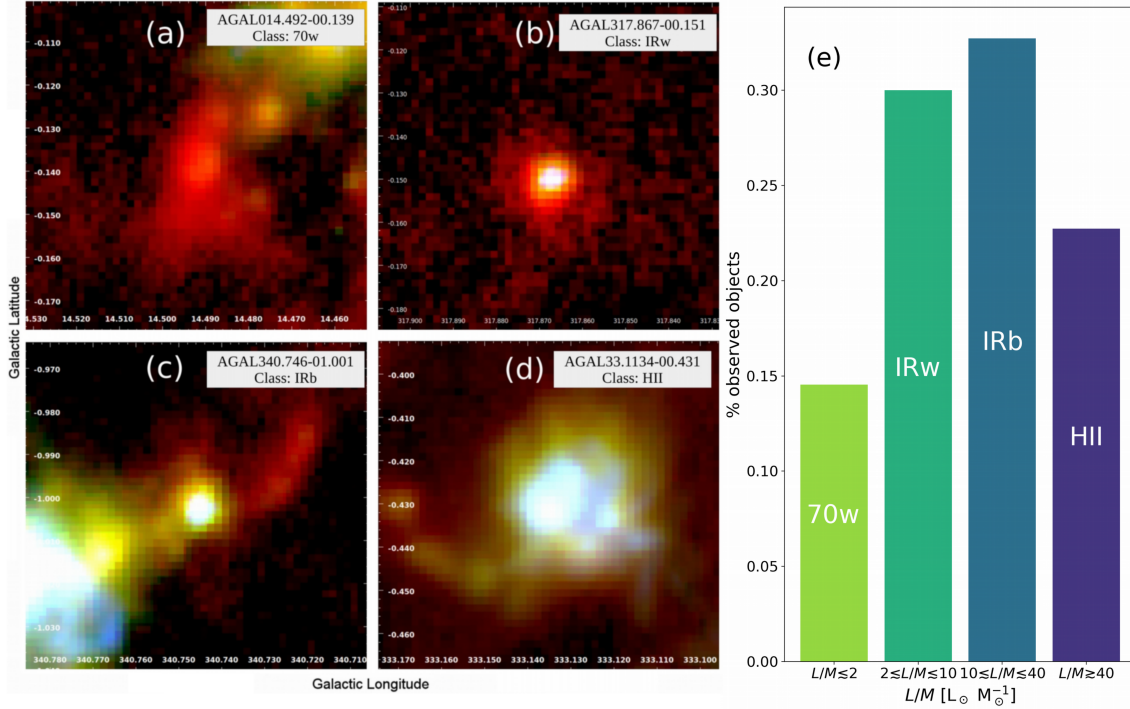 (a)
AGAL014.492-00.139
Class: 70w
-0.110
-0.120
-0.130
-0.140
-0.150
-0.160
-0.170
4.530 14.520 14.510 14.500 14.490 14.480 14.470 14.460
(b)
AGAL317.867-00.151
Class: IRw
-0.110
-0.120
-0.130
-0.140
-0.150
-0.160
-0.170
-0.180
317.890 317.880 317.870 317.860 317.850 317.840 317.83
(c)
AGAL340.746-01.001
Class: IRb
-0.980
-0.990
-1.000
-1.030
340.780 340.770 340.760 340.750 340.740 340.730 340.720 340.710
(d)
AGAL33.1134-00.431
Class: HII
-0.400
-0.410
-0.420
-0.430
-0.440
-0.450
-0.460
333.170 333.160 333.150 333.140 333.130 333.120 333.110 333.100
Galactic Latitude
Galactic Longitude
(e)
% observed objects
0.30
0.25
0.20
0.15
0.10
0.05
0.00
70w
IRw
IRb
HII
L/M≲2 2≲L/M≲10 10≲L/M≲40 L/M≳40
L/M [L⊙ M⊙⁻¹]